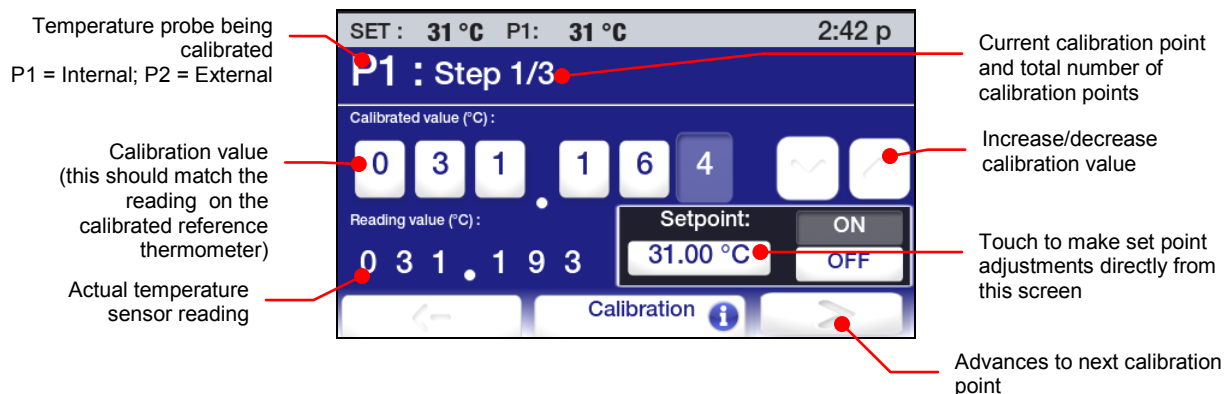 Temperature probe being
calibrated
P1 = Internal; P2 = External
Calibration value
(this should match the
reading on the
calibrated reference
thermometer)
Actual temperature
sensor reading
SET : 31 °C P1: 31 °C 2:42 p
P1 : Step 1/3
Calibrated value (°C) :
0 3 1 . 1 6 4
Reading value (°C) :
0 3 1 . 1 9 3
Setpoint:
31.00 °C
ON
OFF
Calibration i
Current calibration point
and total number of
calibration points
Increase/decrease
calibration value
Touch to make set point
adjustments directly from
this screen
Advances to next calibration
point